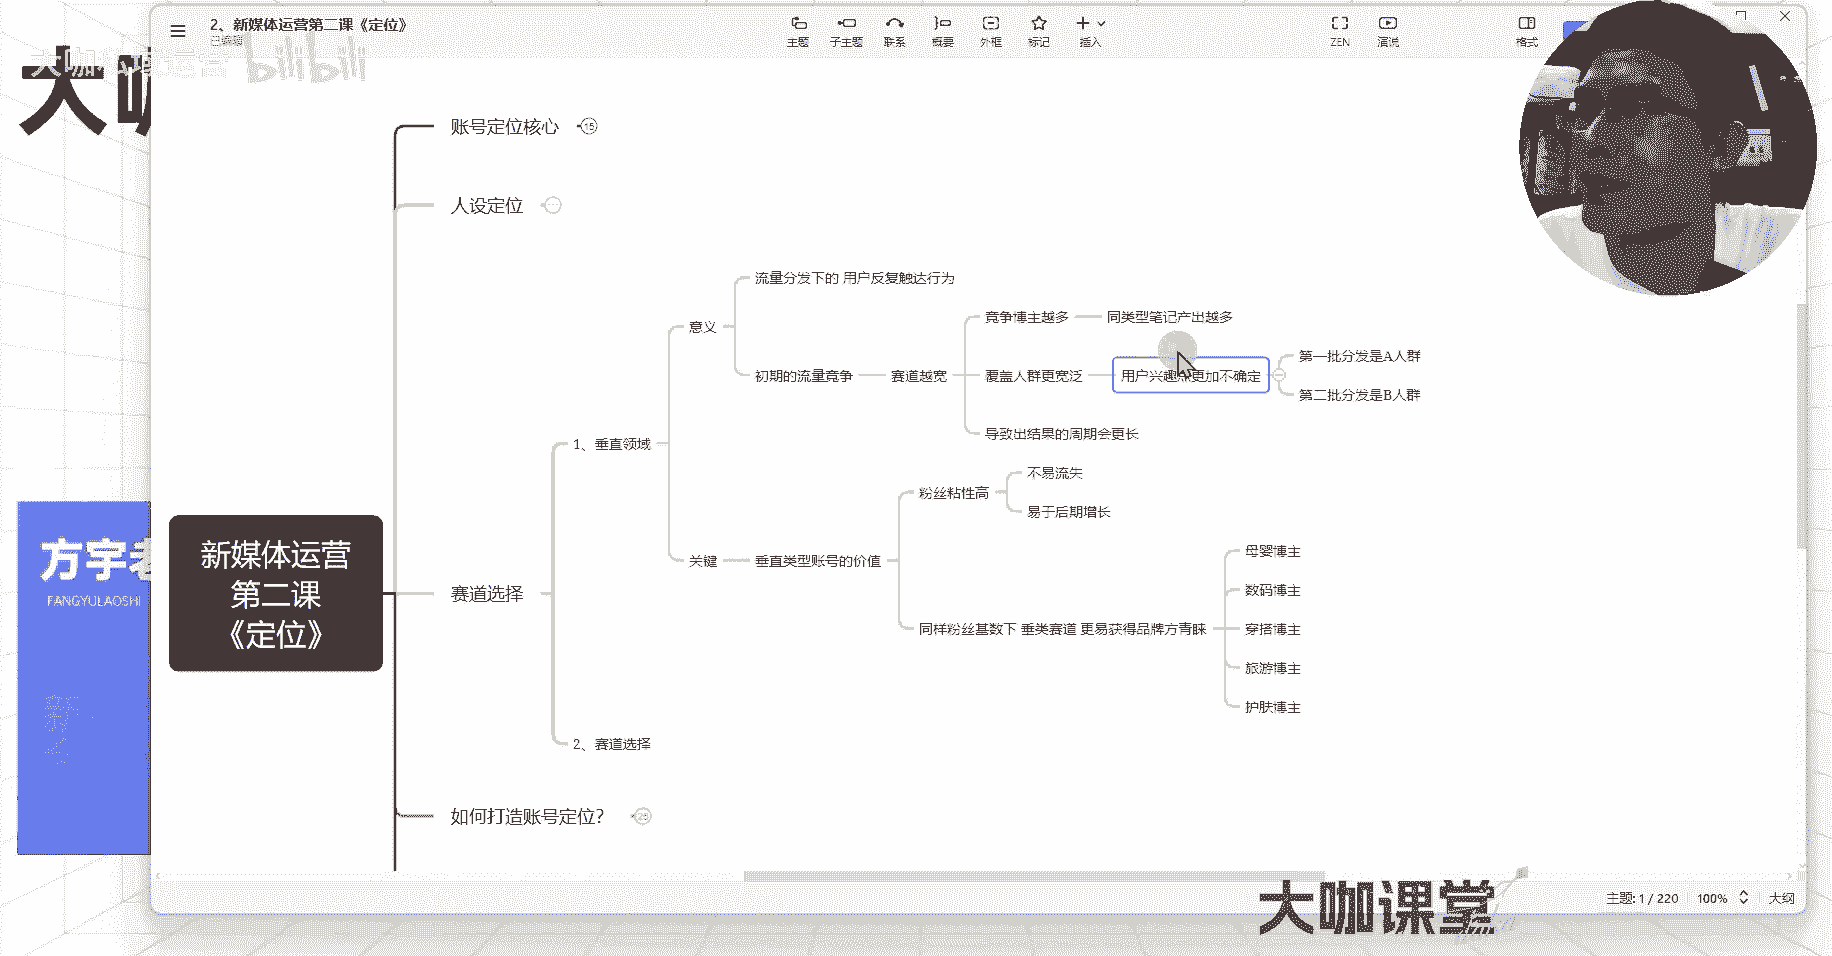 2、新媒体运营第二课《定位》
已编辑
主题
子主题
联系
概要
外框
标记
插入
ZEN
演说
格式
大咖私域运营
bilibili
大咖
账号定位核心
15
人设定位
流量分发下的 用户反复触达行为
意义
竞争博主越多
同类型笔记产出越多
初期的流量竞争
赛道越宽
覆盖人群更宽泛
用户兴趣点更加不确定
第一批分发是A人群
第二批分发是B人群
导致出结果的周期会更长
1、垂直领域
粉丝粘性高
不易流失
易于后期增长
关键
垂直类型账号的价值
同样粉丝基数下 垂类赛道 更易获得品牌方青睐
母婴博主
数码博主
穿搭博主
旅游博主
护肤博主
新媒体运营
第二课
《定位》
赛道选择
2、赛道选择
如何打造账号定位?
方宇老
FANGYULAOSHI
大咖课堂
主题: 1 / 220
100%
大纲